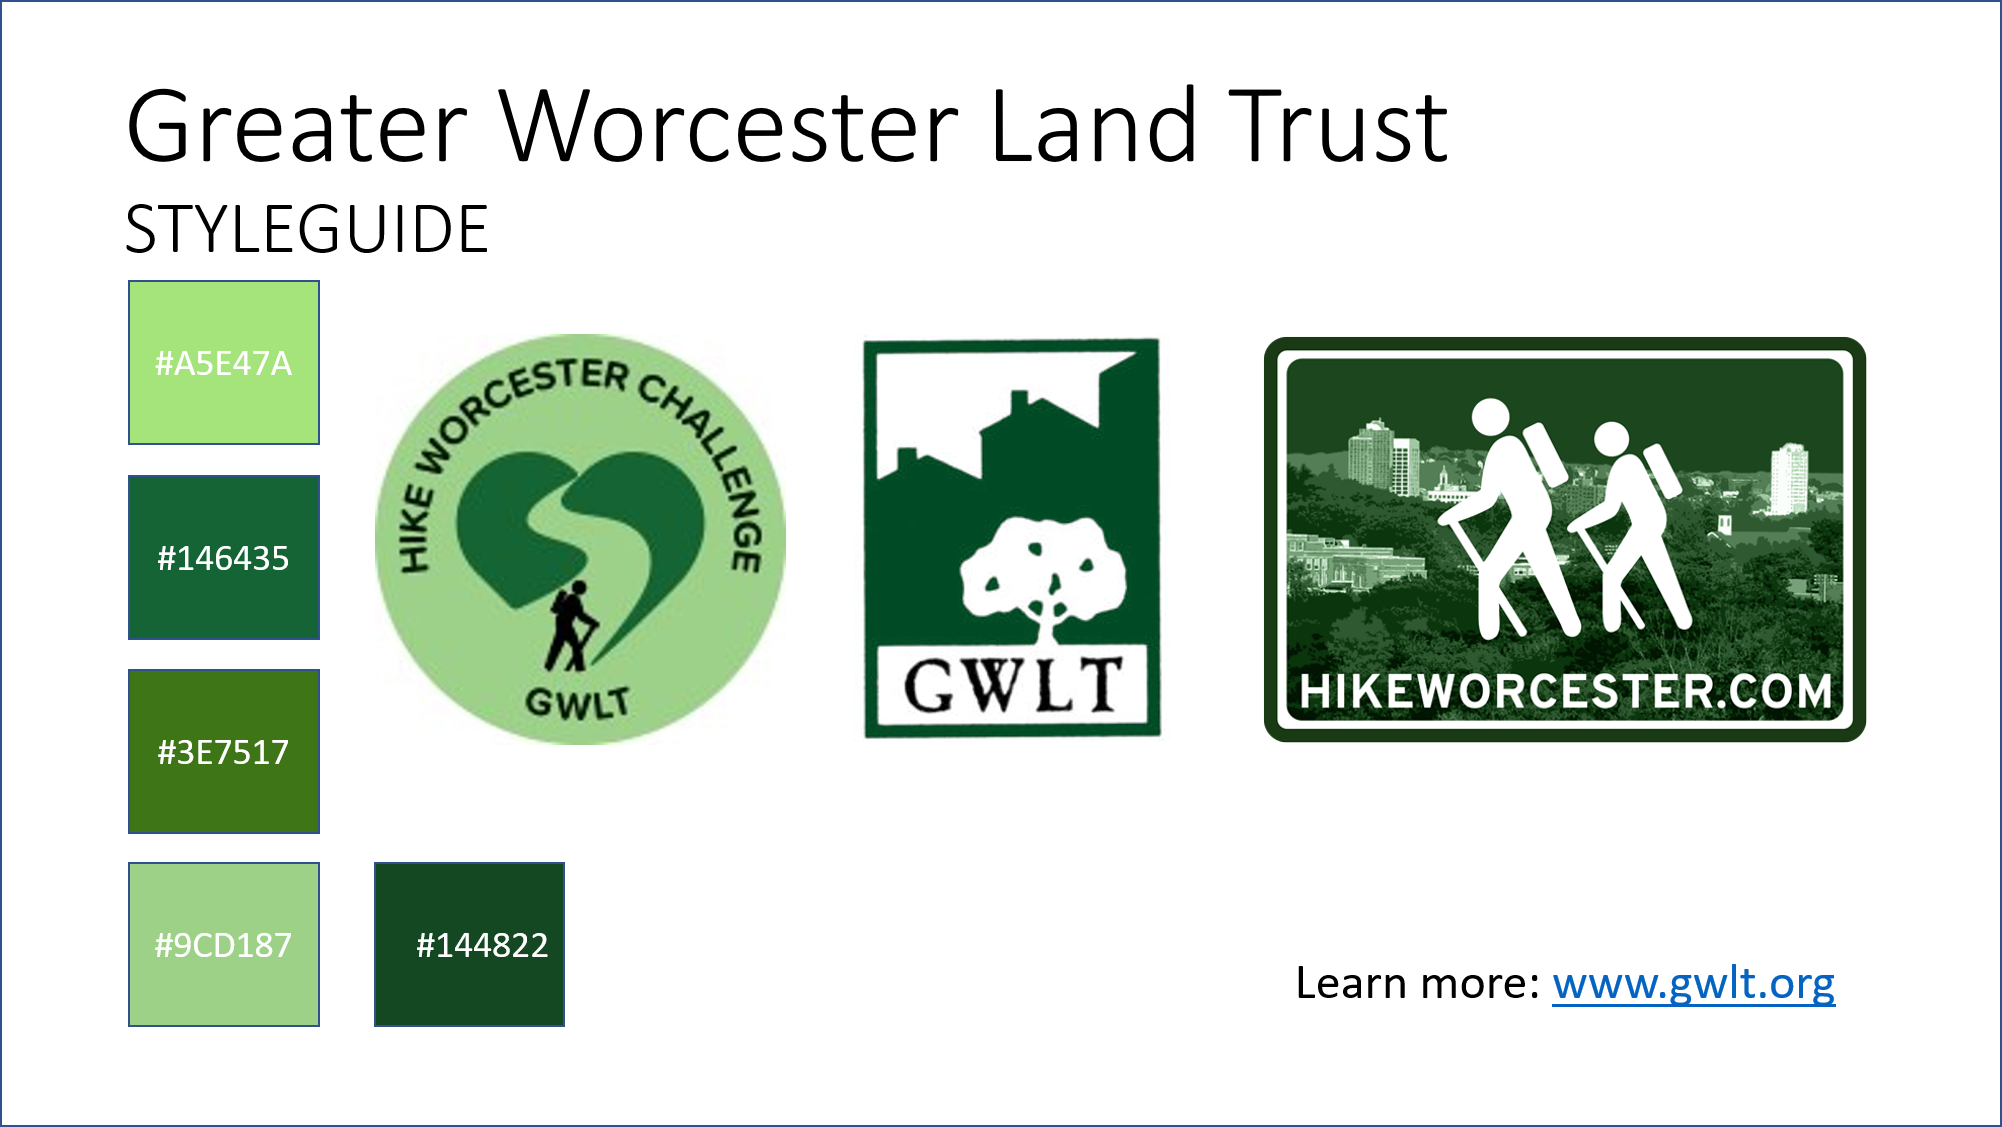 Greater Worcester Land Trust
STYLEGUIDE
#A5E47A
#146435
#3E7517
#9CD187
#144822
HIKE WORCESTER CHALLENGE
GWLT
GWLT
HIKEWORCESTER.COM
Learn more: www.gwlt.org